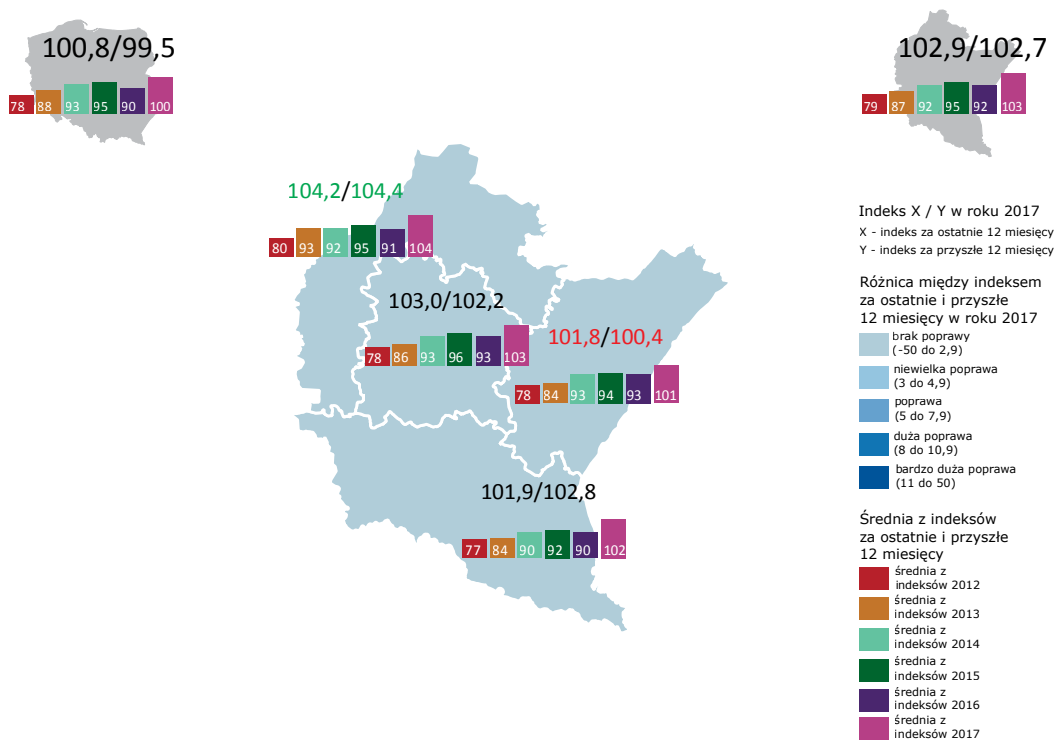 100,8/99,5
78 88 93 95 90 100
102,9/102,7
79 87 92 95 92 103
104,2/104,4
80 93 92 95 91 104
103,0/102,2
78 86 93 96 93 103
101,8/100,4
78 84 93 94 93 101
101,9/102,8
77 84 90 92 90 102
Indeks X / Y w roku 2017
X - indeks za ostatnie 12 miesięcy
Y - indeks za przyszłe 12 miesięcy
Różnica między indeksem
za ostatnie i przyszłe
12 miesięcy w roku 2017
brak poprawy
(-50 do 2,9)
niewielka poprawa
(3 do 4,9)
poprawa
(5 do 7,9)
duża poprawa
(8 do 10,9)
bardzo duża poprawa
(11 do 50)
Średnia z indeksów
za ostatnie i przyszłe
12 miesięcy
średnia z
indeksów 2012
średnia z
indeksów 2013
średnia z
indeksów 2014
średnia z
indeksów 2015
średnia z
indeksów 2016
średnia z
indeksów 2017